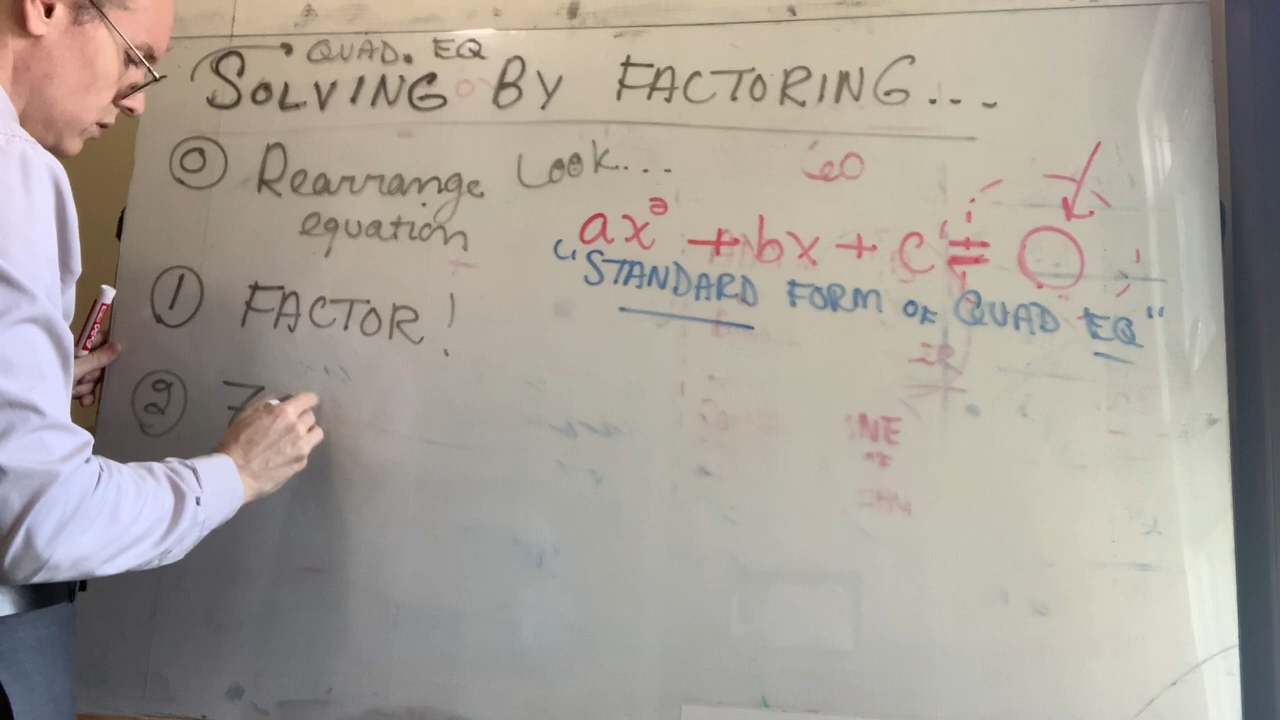 QUAD. EQ
SOLVING BY FACTORING...
⓪ Rearrange Look...
equation
ax² + bx + c = 0
"STANDARD FORM OF QUAD EQ"
① FACTOR!
② Z
NE